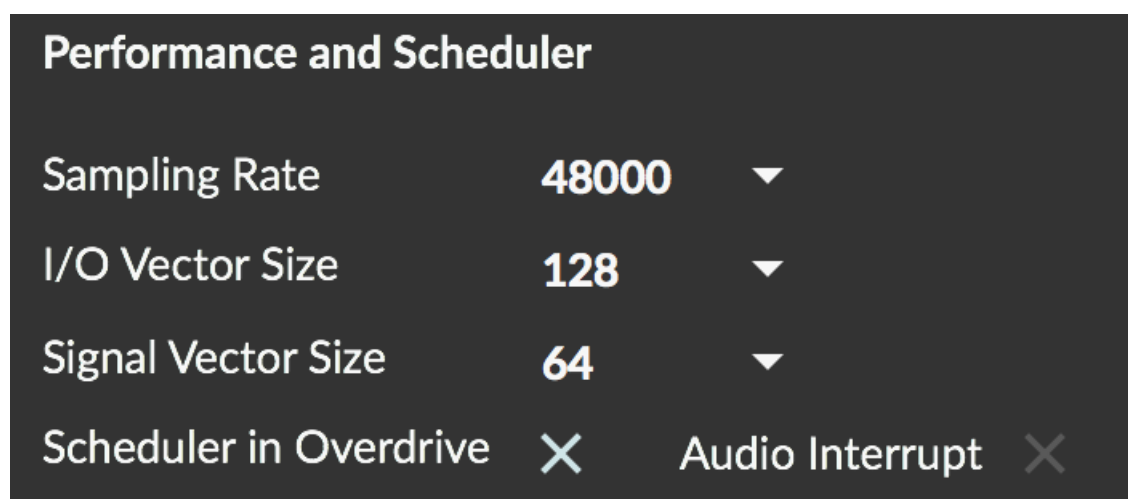 Performance and Scheduler
Sampling Rate 48000
I/O Vector Size 128
Signal Vector Size 64
Scheduler in Overdrive Audio Interrupt